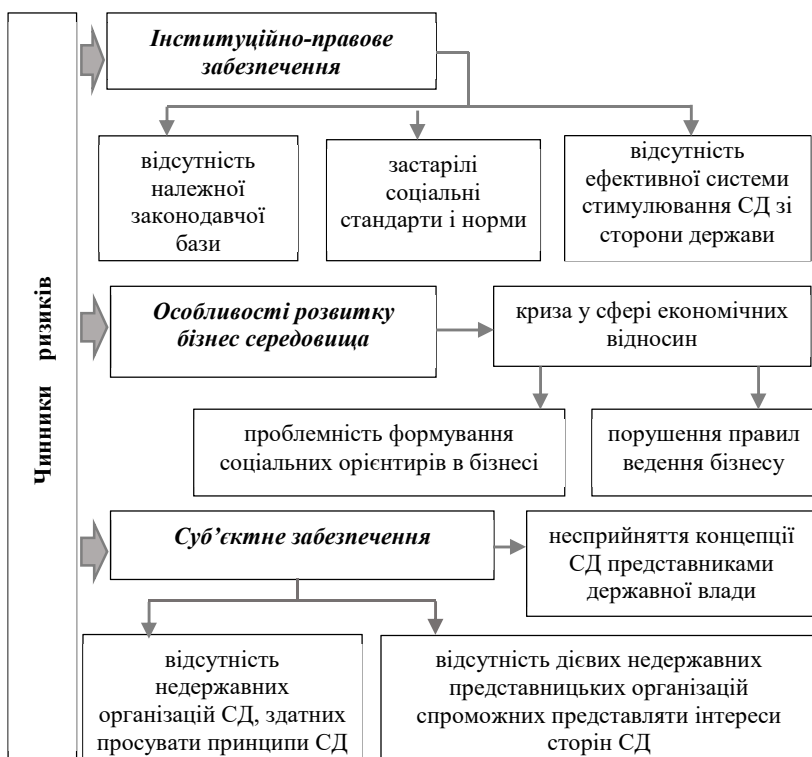 Чинники ризиків
Інституційно-правове
забезпечення
відсутність
належної
законодавчої
бази
застарілі
соціальні
стандарти і норми
відсутність
ефективної системи
стимулювання СД зі
сторони держави
Особливості розвитку
бізнес середовища
криза у сфері економічних
відносин
проблемність формування
соціальних орієнтирів в бізнесі
порушення правил
ведення бізнесу
Суб’єктне забезпечення
несприйняття концепції
СД представниками
державної влади
відсутність
недержавних
організацій СД, здатних
просувати принципи СД
відсутність дієвих недержавних
представницьких організацій
спроможних представляти інтереси
сторін СД